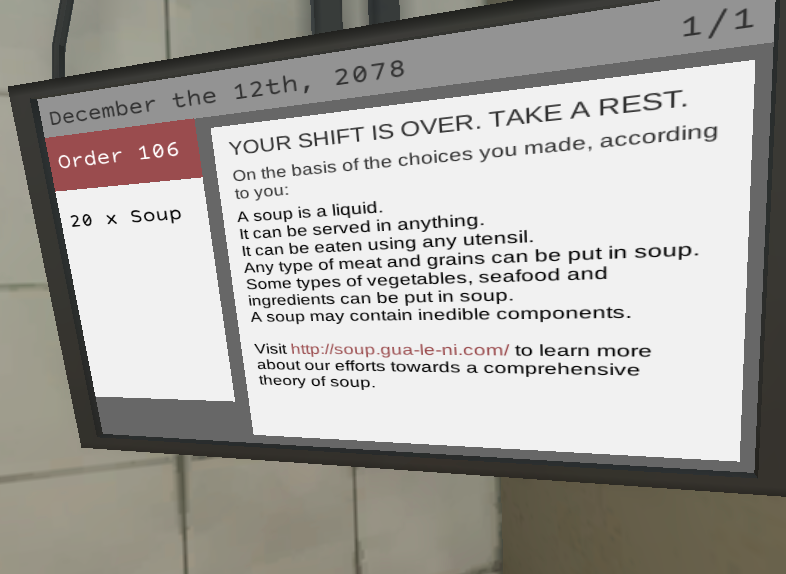 December the 12th, 2078
1/1
Order 106
20 x Soup
YOUR SHIFT IS OVER. TAKE A REST.
On the basis of the choices you made, according
to you:
A soup is a liquid.
It can be served in anything.
It can be eaten using any utensil.
Any type of meat and grains can be put in soup.
Some types of vegetables, seafood and
ingredients can be put in soup.
A soup may contain inedible components.
Visit http://soup.gua-le-ni.com/ to learn more
about our efforts towards a comprehensive
theory of soup.